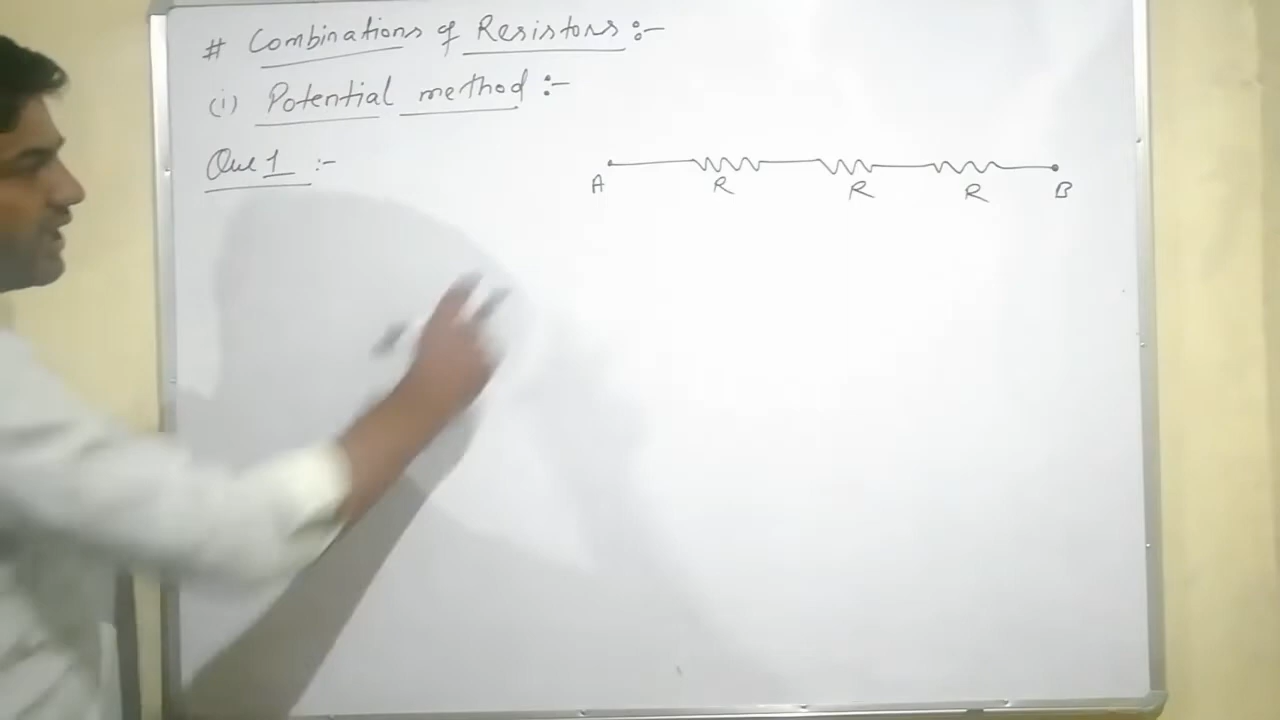 # Combinations of Resistors :-
(i) Potential method :-
Que 1 :-
A R R R B